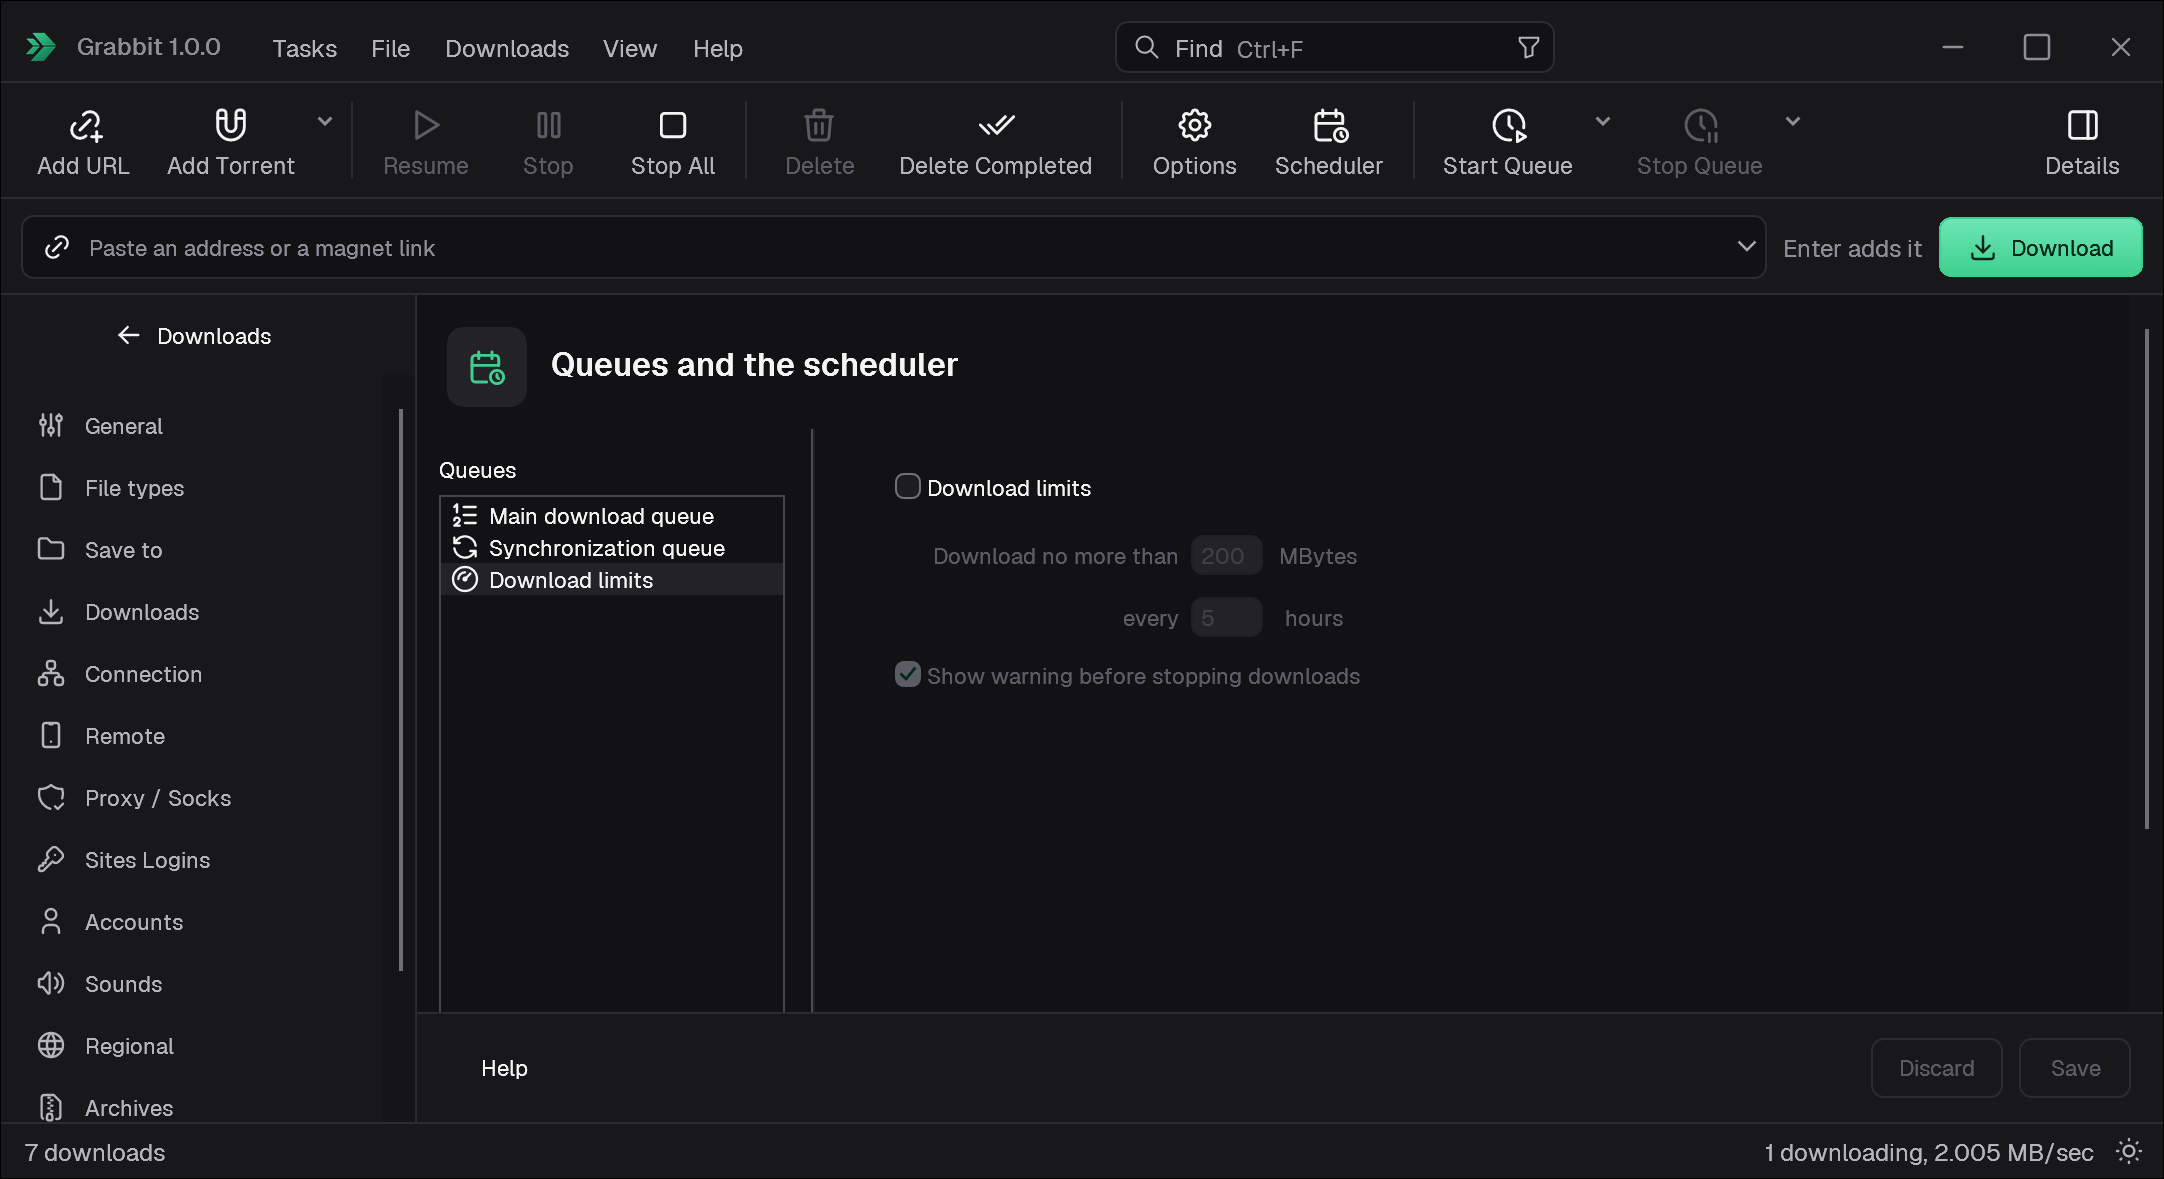 Grabbit 1.0.0 Tasks File Downloads View Help Find Ctrl+F
Add URL Add Torrent Resume Stop Stop All Delete Delete Completed Options Scheduler Start Queue Stop Queue Details
Paste an address or a magnet link Enter adds it Download
Downloads
General
File types
Save to
Downloads
Connection
Remote
Proxy / Socks
Sites Logins
Accounts
Sounds
Regional
Archives
Queues and the scheduler
Queues
Main download queue
Synchronization queue
Download limits
Download limits
Download no more than 200 MBytes
every 5 hours
Show warning before stopping downloads
Help Discard Save
7 downloads 1 downloading, 2.005 MB/sec